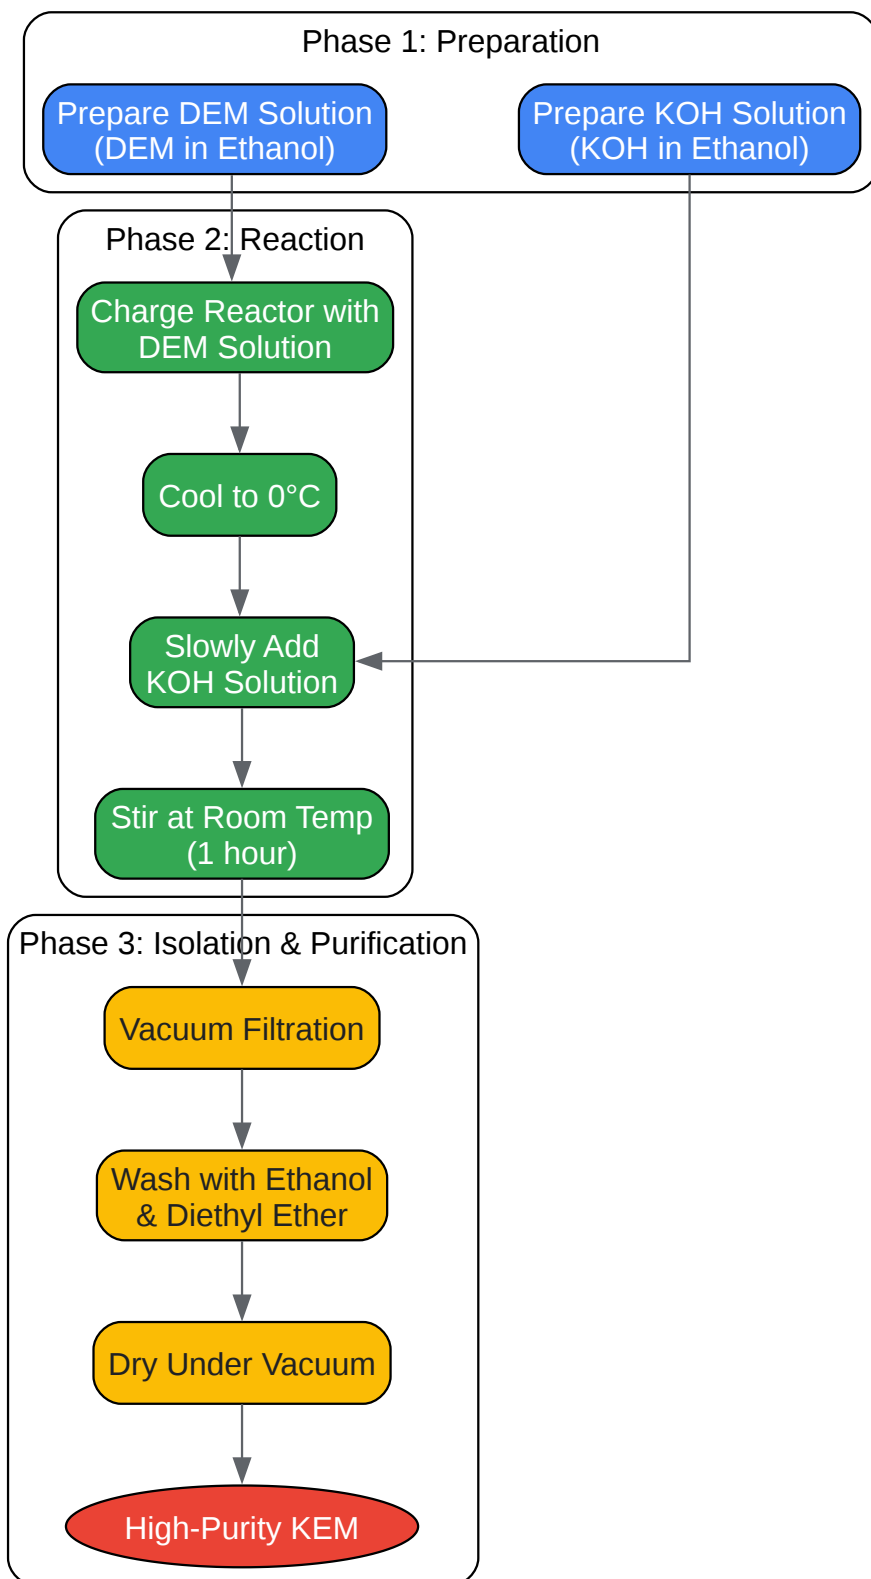 Phase 1: Preparation
Prepare DEM Solution
(DEM in Ethanol)
Prepare KOH Solution
(KOH in Ethanol)
Phase 2: Reaction
Charge Reactor with
DEM Solution
Cool to 0°C
Slowly Add
KOH Solution
Stir at Room Temp
(1 hour)
Phase 3: Isolation & Purification
Vacuum Filtration
Wash with Ethanol
& Diethyl Ether
Dry Under Vacuum
High-Purity KEM